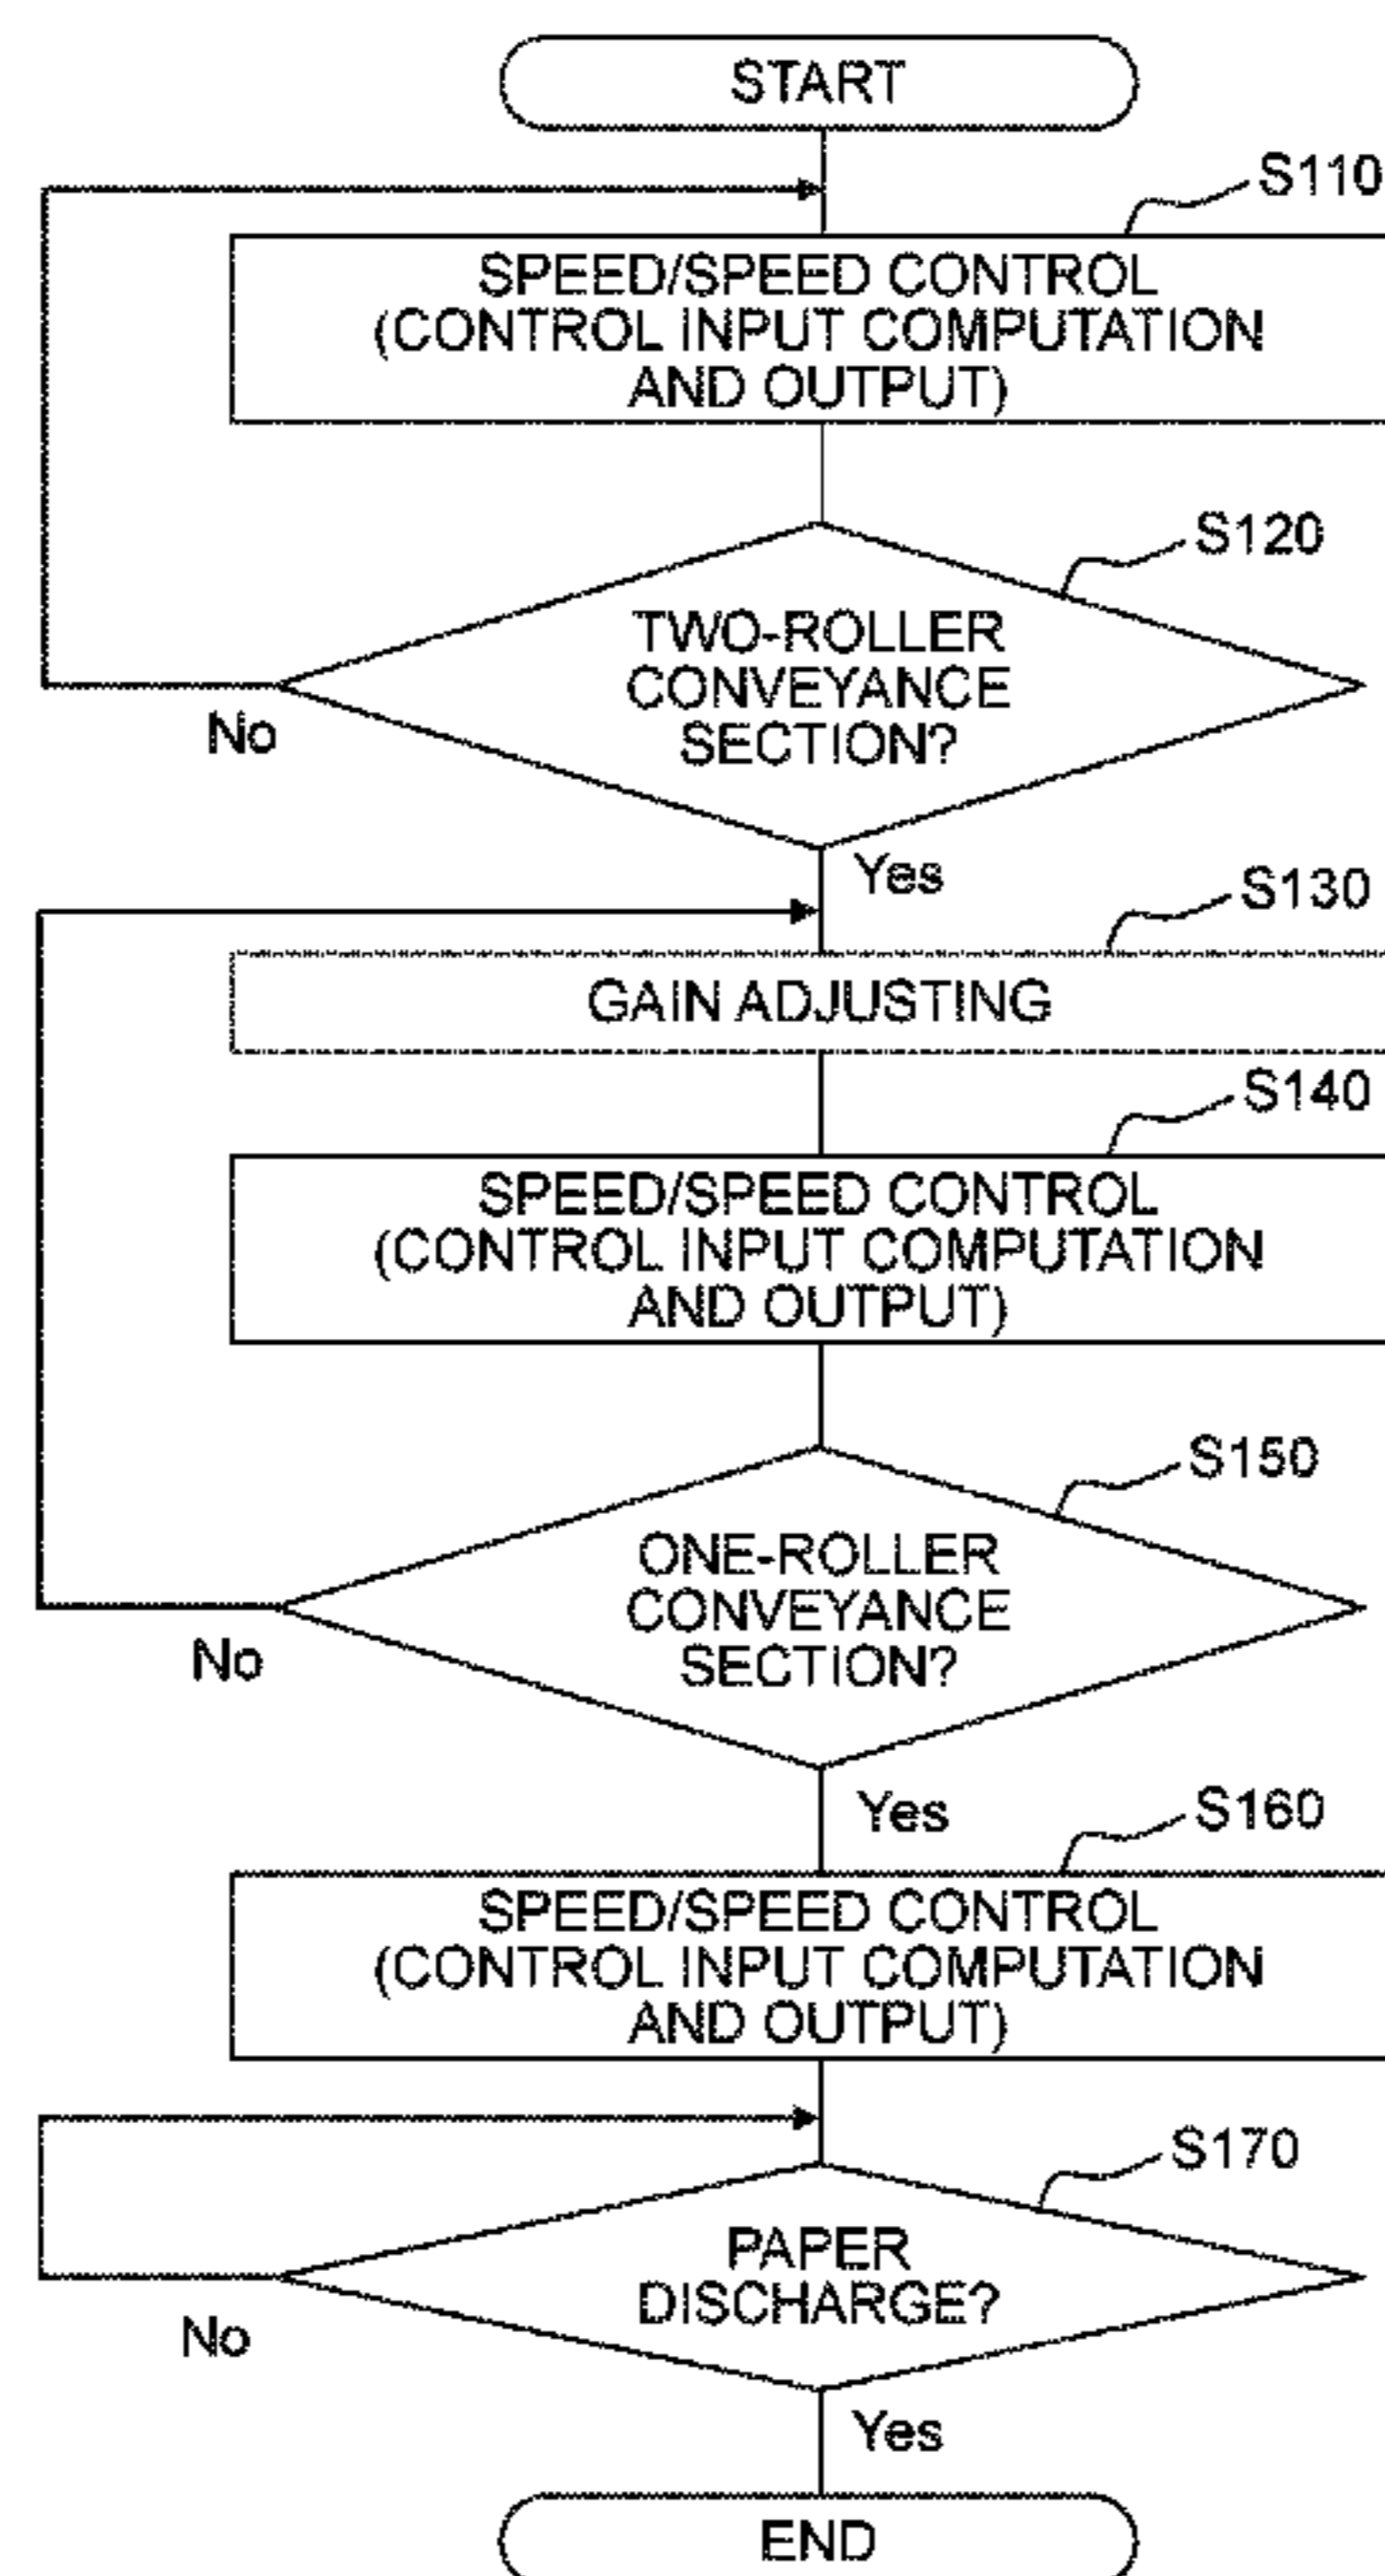 START
S110
SPEED/SPEED CONTROL
(CONTROL INPUT COMPUTATION
AND OUTPUT)
S120
TWO-ROLLER
CONVEYANCE
SECTION?
No
Yes
S130
GAIN ADJUSTING
S140
SPEED/SPEED CONTROL
(CONTROL INPUT COMPUTATION
AND OUTPUT)
S150
ONE-ROLLER
CONVEYANCE
SECTION?
No
Yes
S160
SPEED/SPEED CONTROL
(CONTROL INPUT COMPUTATION
AND OUTPUT)
S170
PAPER
DISCHARGE?
No
Yes
END